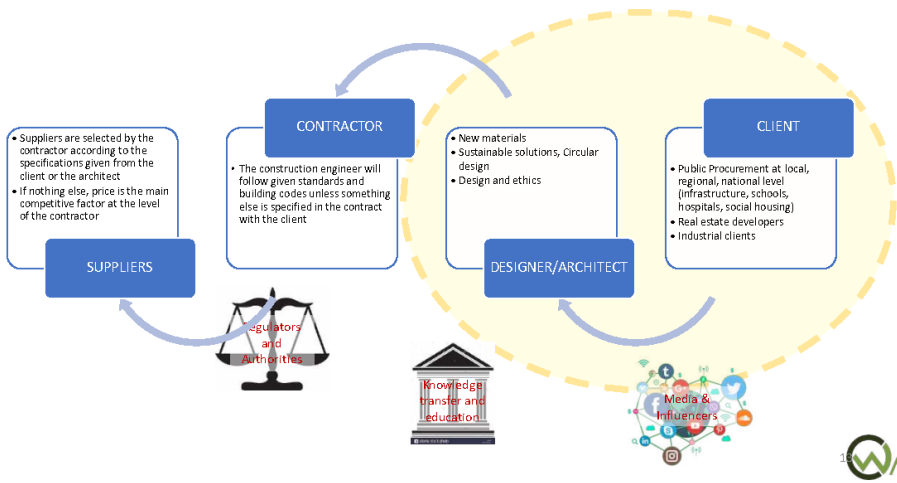 CONTRACTOR
CLIENT
• Suppliers are selected by the
contractor according to the
specifications given from the
client or the architect
• If nothing else, price is the main
competitive factor at the level
of the contractor
SUPPLIERS
• The construction engineer will
follow given standards and
building codes unless something
else is specified in the contract
with the client
• New materials
• Sustainable solutions, Circular
design
• Design and ethics
DESIGNER/ARCHITECT
• Public Procurement at local,
regional, national level
(infrastructure, schools,
hospitals, social housing)
• Real estate developers
• Industrial clients
Regulators
and
Authorities
Knowledge
transfer and
education
Media &
Influencers